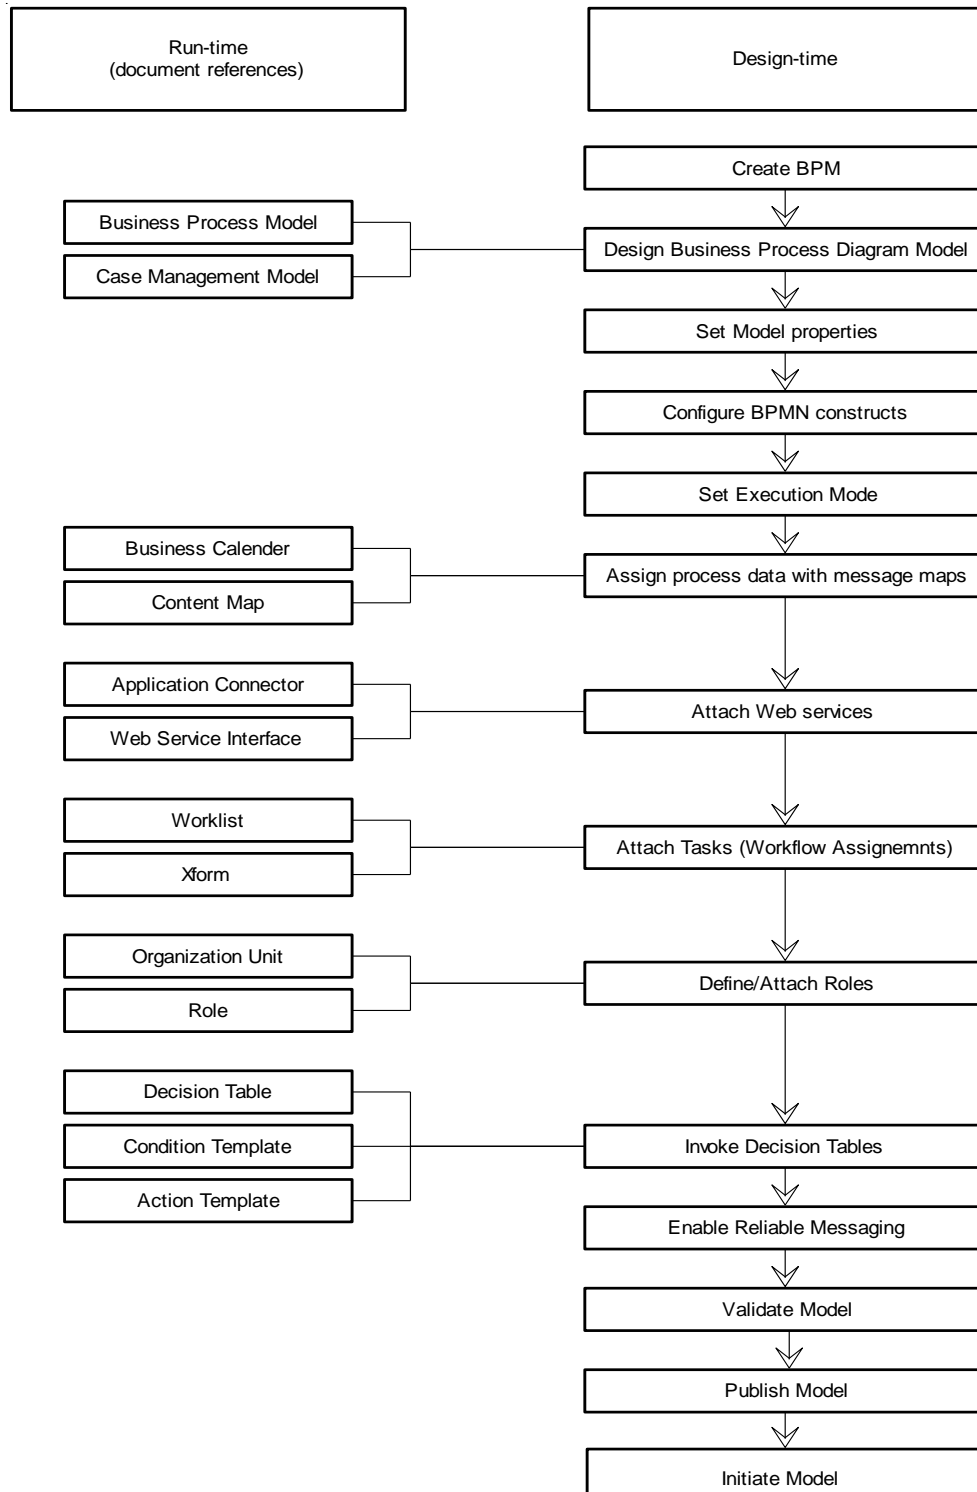 Run-time
(document references)
Design-time
Create BPM
Business Process Model
Case Management Model
Design Business Process Diagram Model
Set Model properties
Configure BPMN constructs
Set Execution Mode
Business Calender
Content Map
Assign process data with message maps
Application Connector
Web Service Interface
Attach Web services
Worklist
Xform
Attach Tasks (Workflow Assignemnts)
Organization Unit
Role
Define/Attach Roles
Decision Table
Condition Template
Action Template
Invoke Decision Tables
Enable Reliable Messaging
Validate Model
Publish Model
Initiate Model